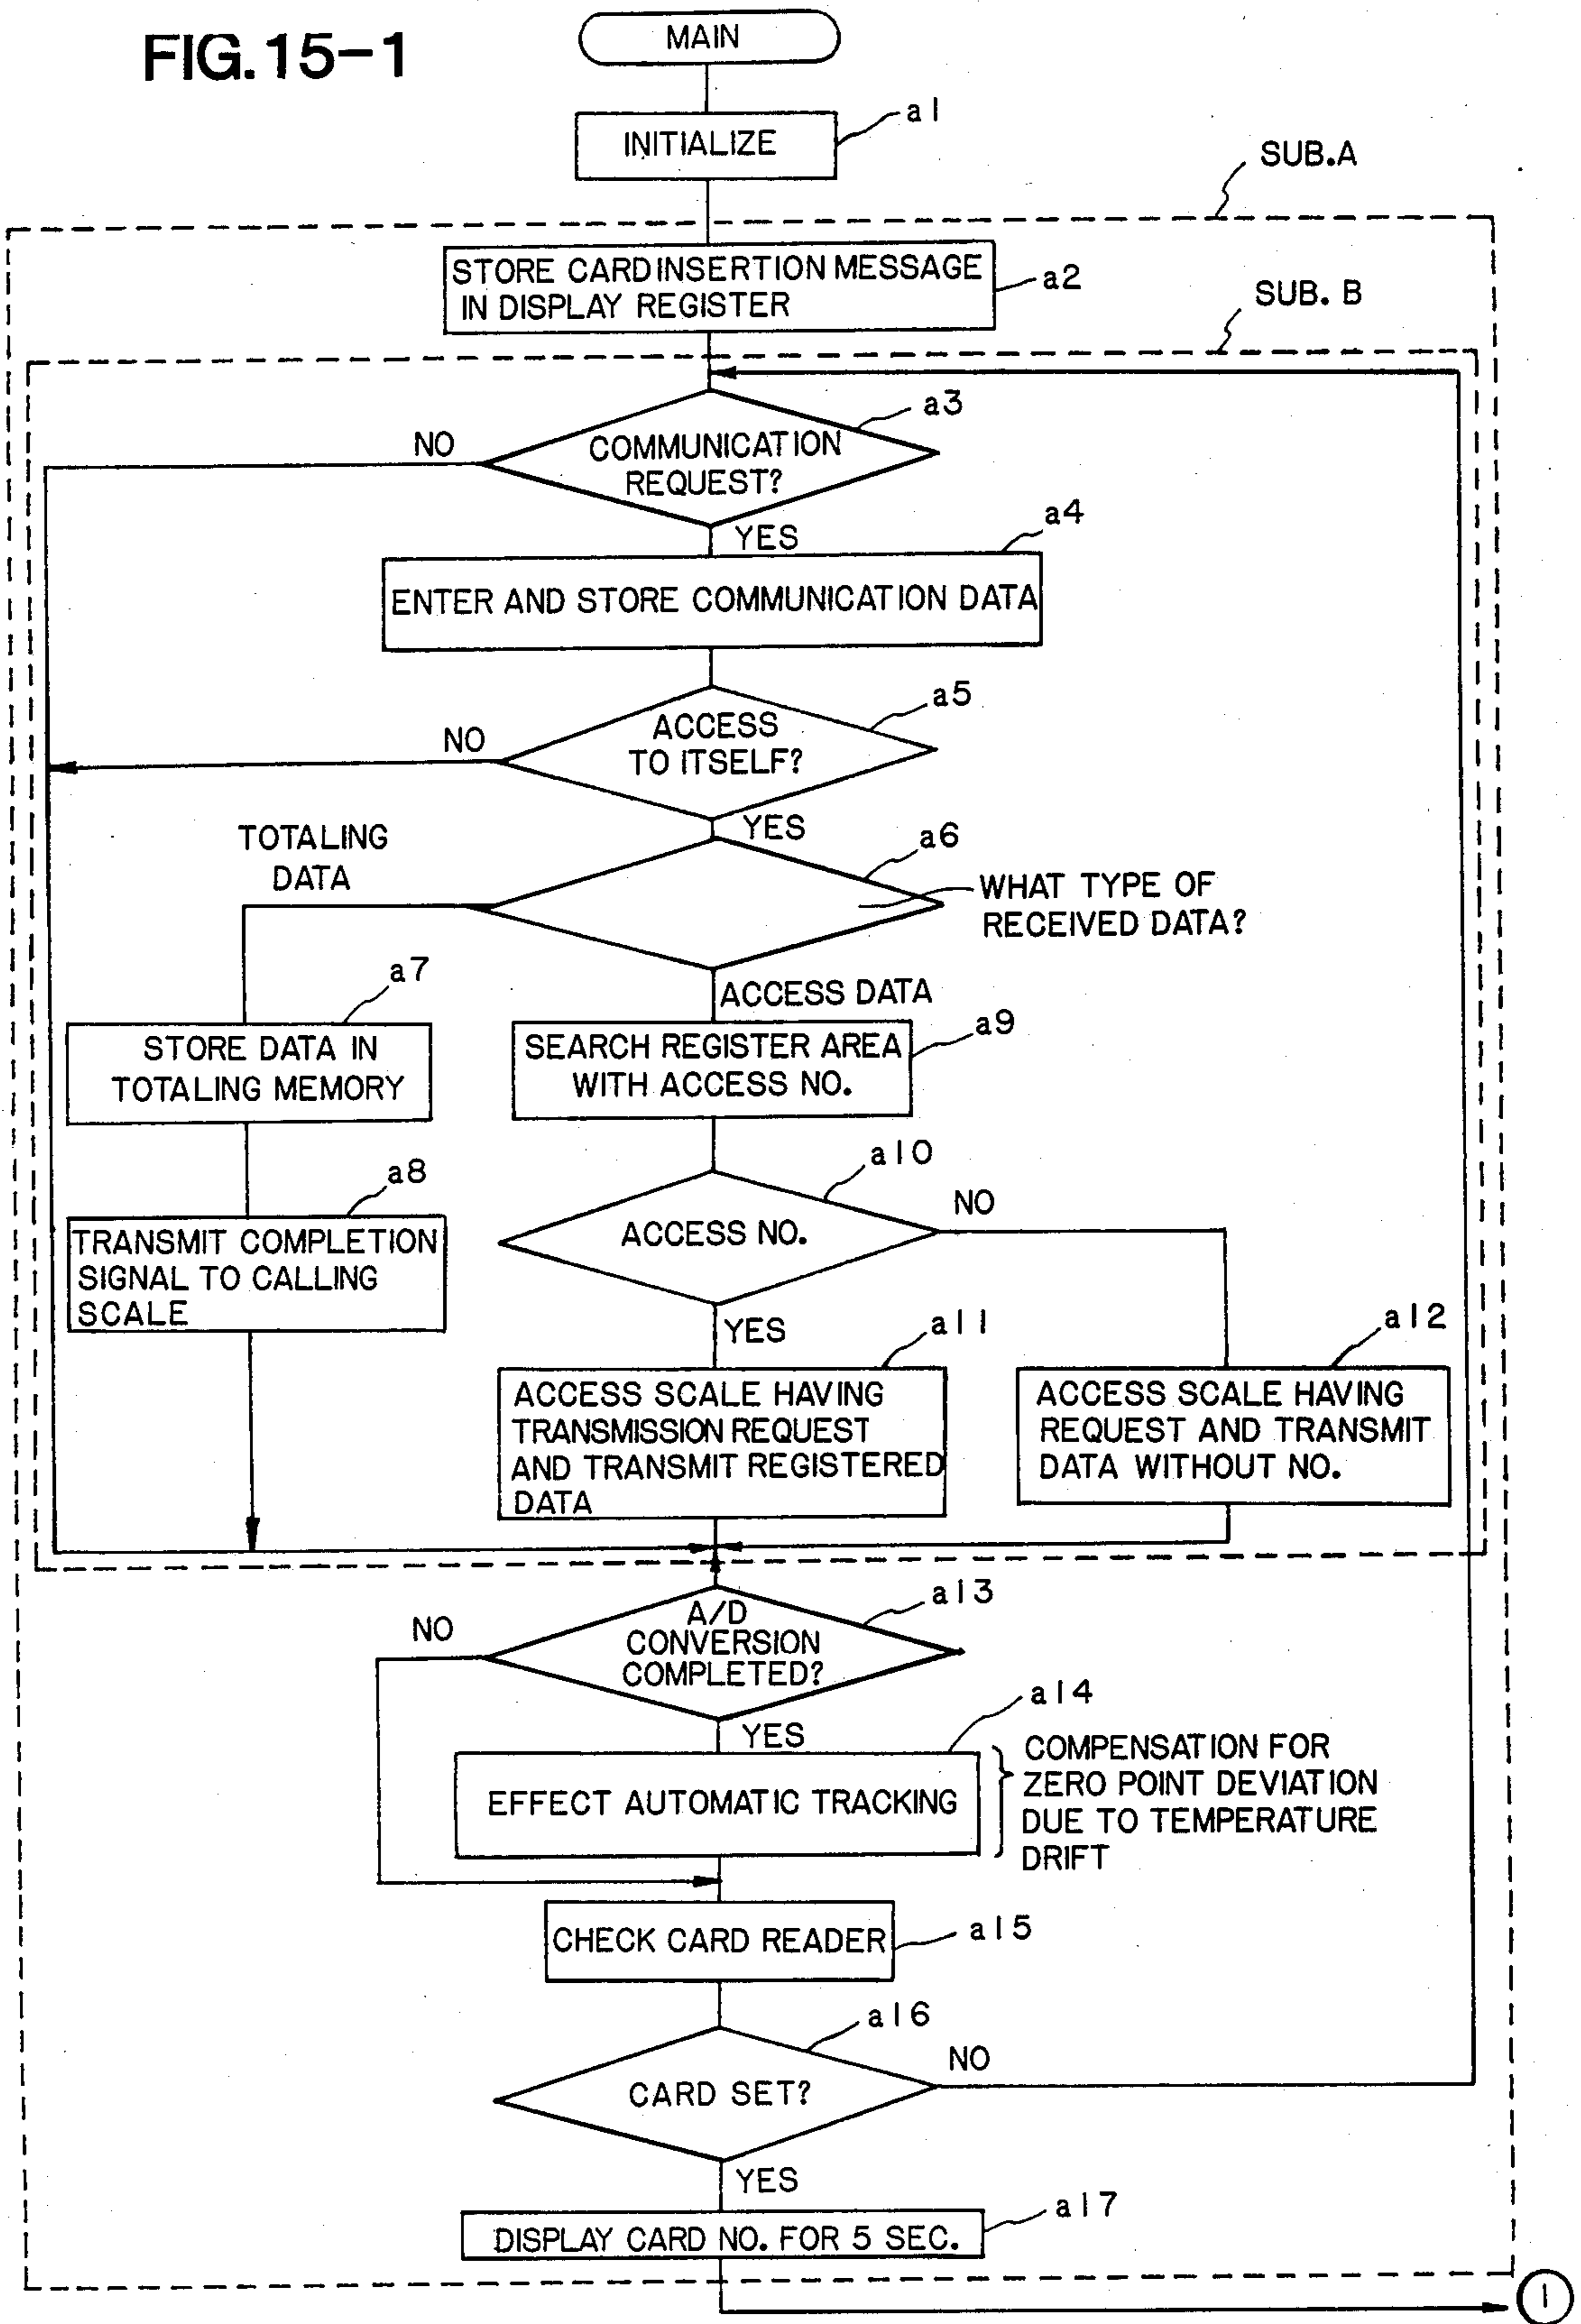 FIG.15-1
MAIN
INITIALIZE
a1
SUB.A
STORE CARD INSERTION MESSAGE
IN DISPLAY REGISTER
a2
SUB. B
a3
NO
COMMUNICATION
REQUEST?
YES
a4
ENTER AND STORE COMMUNICATION DATA
a5
NO
ACCESS
TO ITSELF?
YES
TOTALING
DATA
a6
WHAT TYPE OF
RECEIVED DATA?
ACCESS DATA
a7
STORE DATA IN
TOTALING MEMORY
a9
SEARCH REGISTER AREA
WITH ACCESS NO.
a8
TRANSMIT COMPLETION
SIGNAL TO CALLING
SCALE
a10
ACCESS NO.
NO
YES
a11
ACCESS SCALE HAVING
TRANSMISSION REQUEST
AND TRANSMIT REGISTERED
DATA
a12
ACCESS SCALE HAVING
REQUEST AND TRANSMIT
DATA WITHOUT NO.
a13
NO
A/D
CONVERSION
COMPLETED?
YES
a14
EFFECT AUTOMATIC TRACKING
COMPENSATION FOR
ZERO POINT DEVIATION
DUE TO TEMPERATURE
DRIFT
CHECK CARD READER
a15
a16
CARD SET?
NO
YES
a17
DISPLAY CARD NO. FOR 5 SEC.
1